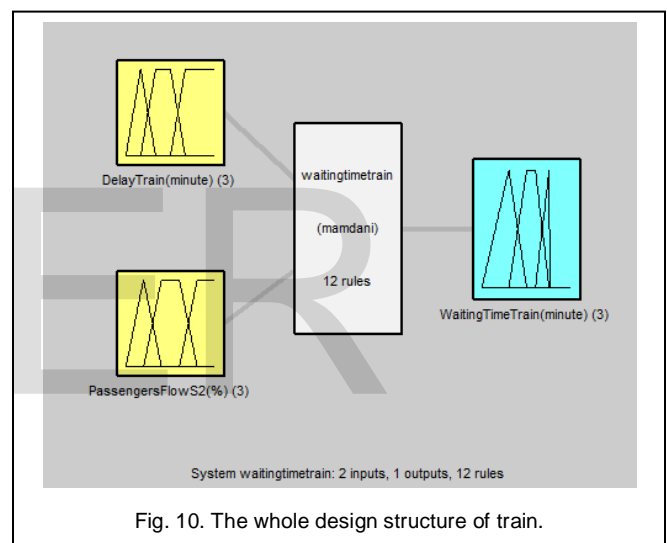 DelayTrain(minute) (3)
waitingtimetrain
(mamdani)
12 rules
WaitingTimeTrain(minute) (3)
PassengersFlowS2(%) (3)
System waitingtimetrain: 2 inputs, 1 outputs, 12 rules
ER
Fig. 10. The whole design structure of train.